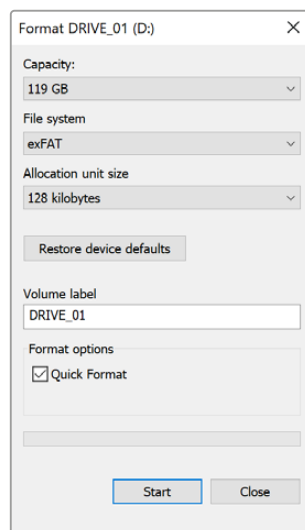 Format DRIVE_01 (D:)
Capacity:
119 GB
File system
exFAT
Allocation unit size
128 kilobytes
Restore device defaults
Volume label
DRIVE_01
Format options
Quick Format
Start Close